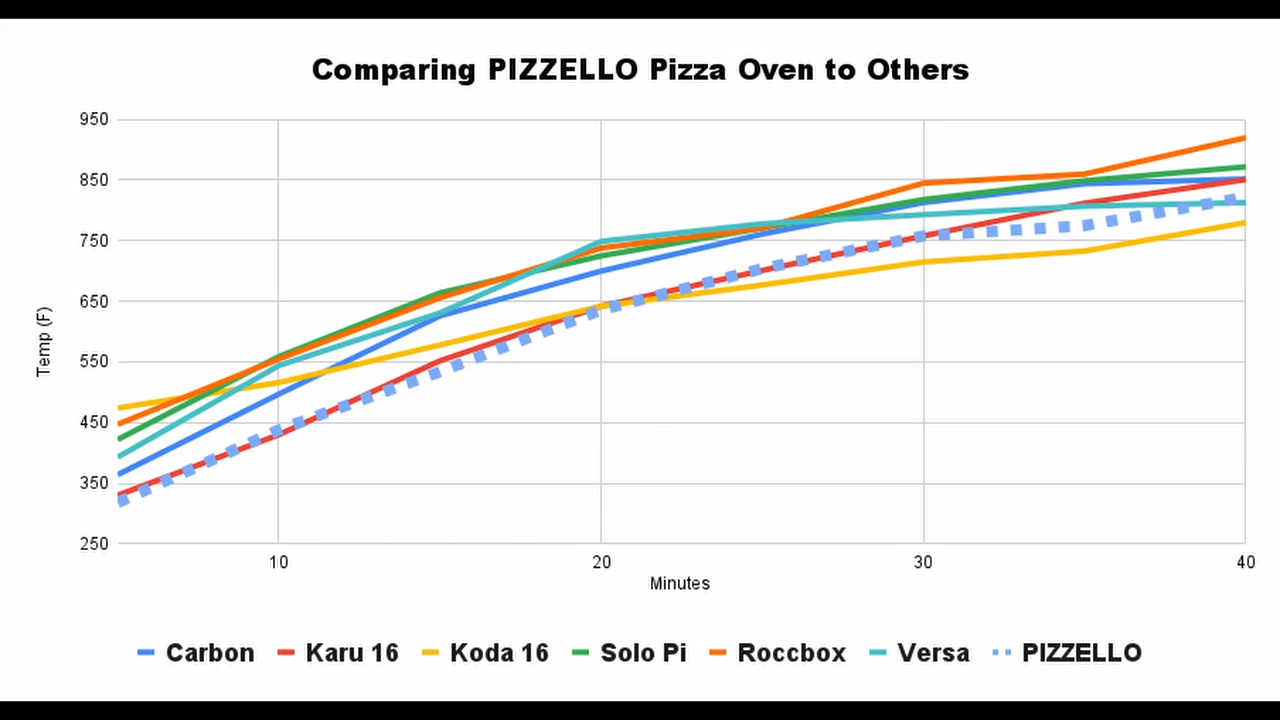 Comparing PIZZELLO Pizza Oven to Others
950
850
750
650
550
450
350
250
Temp (F)
10 20 30 40
Minutes
Carbon Karu 16 Koda 16 Solo Pi Roccbox Versa PIZZELLO